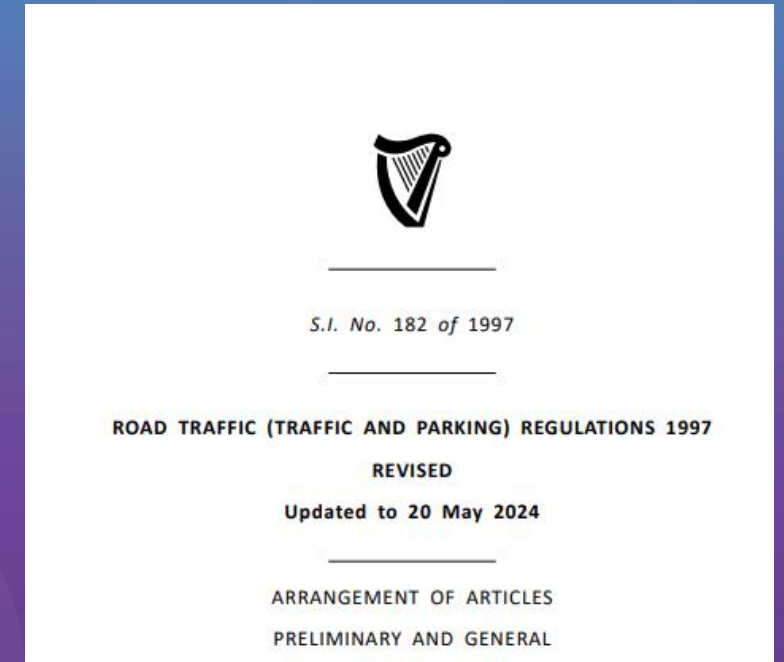 S.I. No. 182 of 1997
ROAD TRAFFIC (TRAFFIC AND PARKING) REGULATIONS 1997
REVISED
Updated to 20 May 2024
ARRANGEMENT OF ARTICLES
PRELIMINARY AND GENERAL